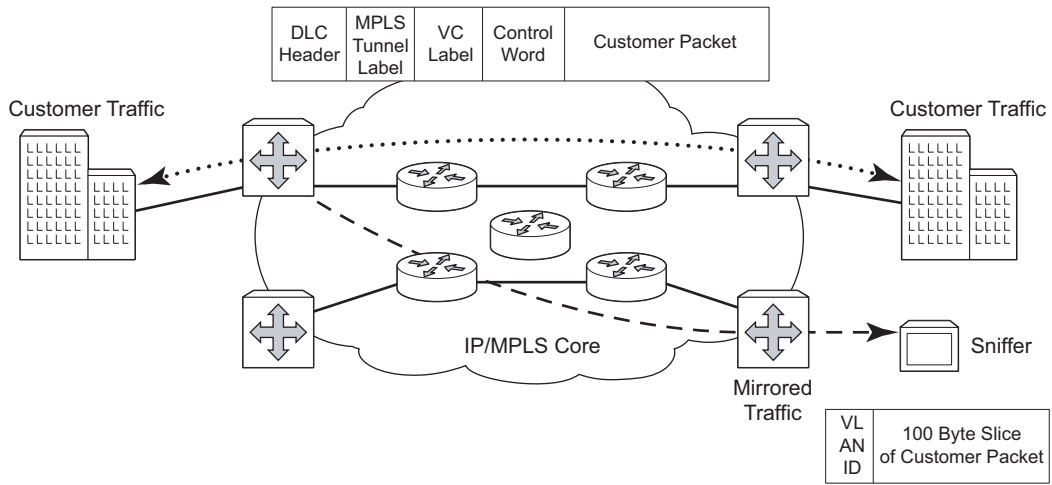 DLC
Header
MPLS
Tunnel
Label
VC
Label
Control
Word
Customer Packet
Customer Traffic
Customer Traffic
IP/MPLS Core
Sniffer
Mirrored
Traffic
VL
AN
ID
100 Byte Slice
of Customer Packet